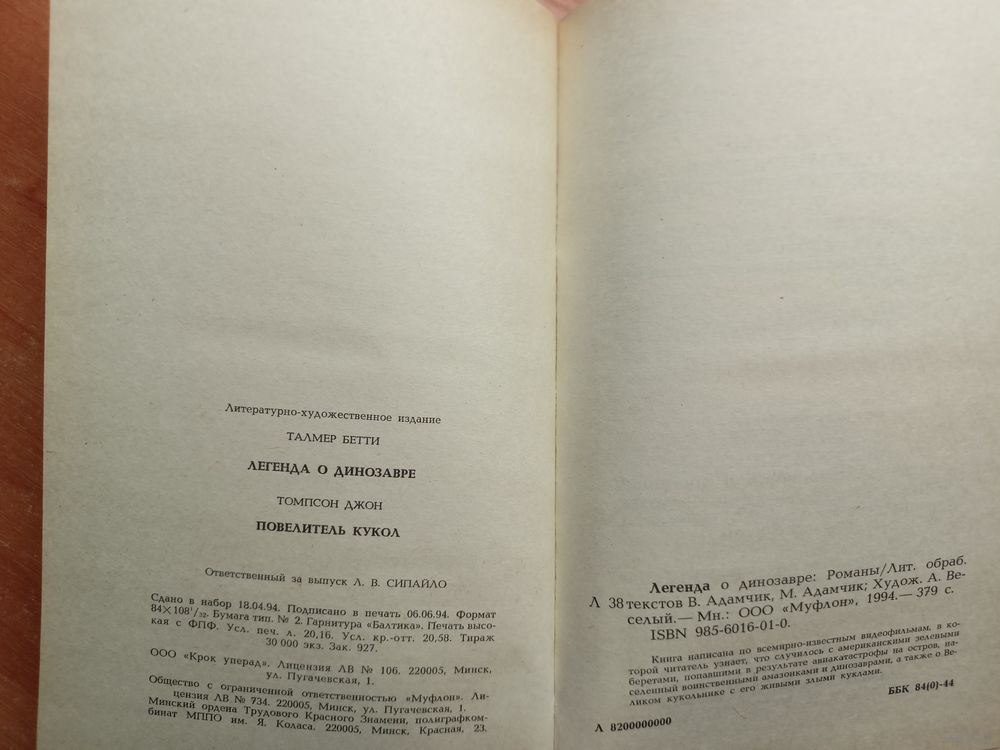 Литературно-художественное издание
ТАЛМЕР БЕТТИ
ЛЕГЕНДА О ДИНОЗАВРЕ
ТОМПСОН ДЖОН
ПОВЕЛИТЕЛЬ КУКОЛ
Ответственный за выпуск Л. В. СИПАЙЛО
Сдано в набор 18.04.94. Подписано в печать 06.06.94. Формат
84×108¹/₃₂. Бумага тип. № 2. Гарнитура «Балтика». Печать высо-
кая с ФПФ. Усл. печ. л. 20,16. Усл. кр.-отт. 20,58. Тираж
30 000 экз. Зак. 927.
ООО «Крок уперад». Лицензия ЛВ № 106. 220005, Минск,
ул. Пугачевская, 1.
Общество с ограниченной ответственностью «Муфлон». Ли-
цензия ЛВ № 734. 220005, Минск, ул. Пугачевская, 1.
Минский ордена Трудового Красного Знамени, полиграфком-
бинат МППО им. Я. Коласа. 220005, Минск, Красная, 23.
Легенда о динозавре: Романы/Лит. обраб.
Л 38 текстов В. Адамчик, М. Адамчик; Худож. А. Ве-
селый.— Мн.: ООО «Муфлон», 1994.— 379 с.
ISBN 985-6016-01-0.
Книга написана по всемирно-известным видеофильмам, в ко-
торой читатель узнает, что случилось с американскими зелеными
беретами, попавшими в результате авиакатастрофы на остров, на-
селенный воинственными амазонками и динозаврами, а также о Ве-
ликом кукольнике с его живыми злыми куклами.
ББК 84(0)-44
Л 8200000000